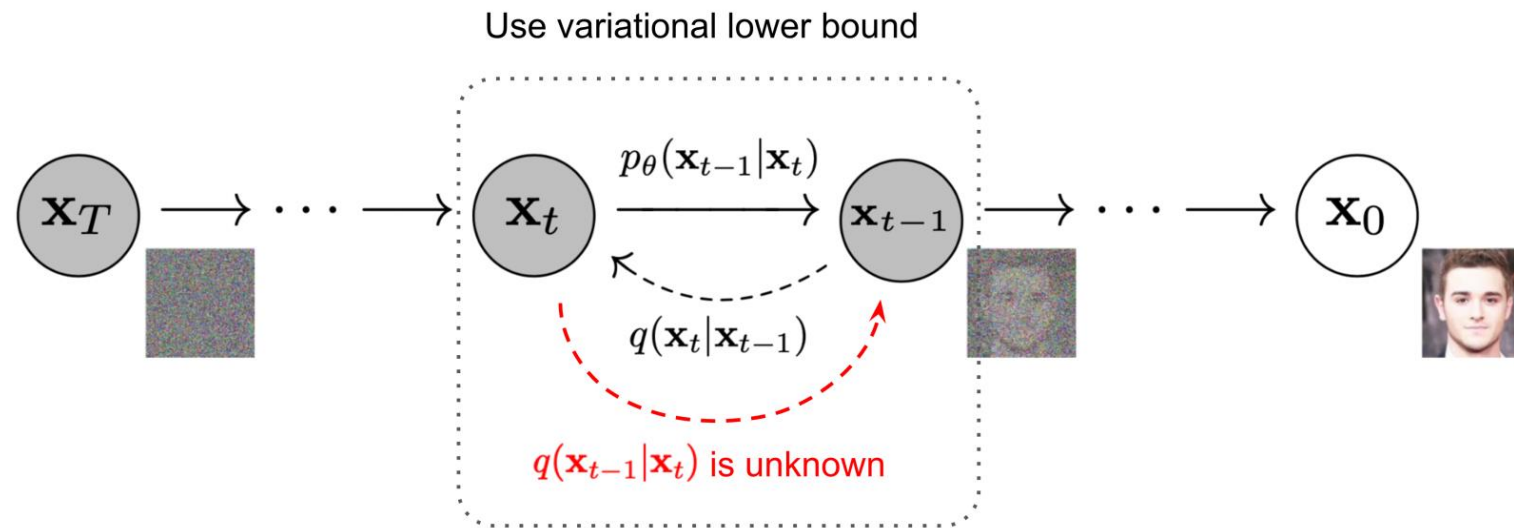 Use variational lower bound
p_θ(x_{t−1}|x_t)
x_T → ⋯ → x_t → x_{t−1} → ⋯ → x_0
q(x_t|x_{t−1})
q(x_{t−1}|x_t) is unknown